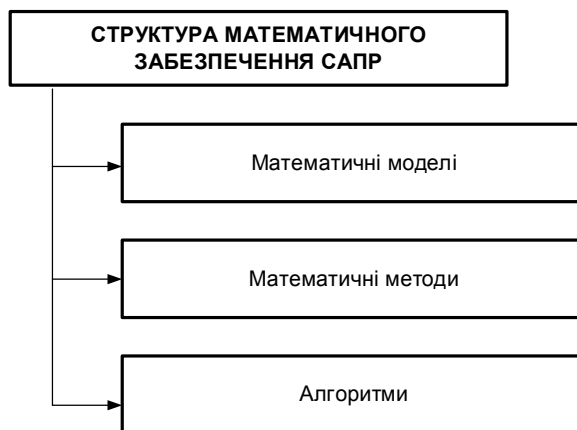 СТРУКТУРА МАТЕМАТИЧНОГО
ЗАБЕЗПЕЧЕННЯ САПР
Математичні моделі
Математичні методи
Алгоритми